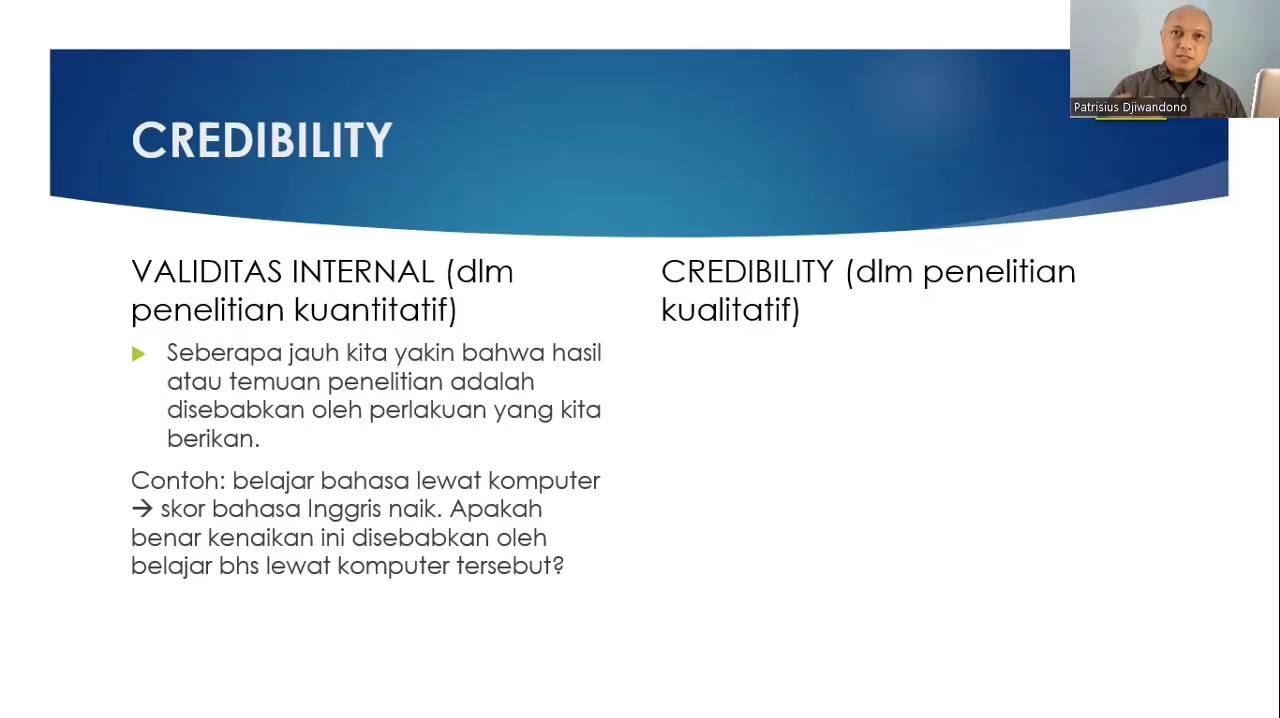 Patrisius Djiwandono
CREDIBILITY
VALIDITAS INTERNAL (dlm
penelitian kuantitatif)
Seberapa jauh kita yakin bahwa hasil
atau temuan penelitian adalah
disebabkan oleh perlakuan yang kita
berikan.
Contoh: belajar bahasa lewat komputer
→ skor bahasa Inggris naik. Apakah
benar kenaikan ini disebabkan oleh
belajar bhs lewat komputer tersebut?
CREDIBILITY (dlm penelitian
kualitatif)